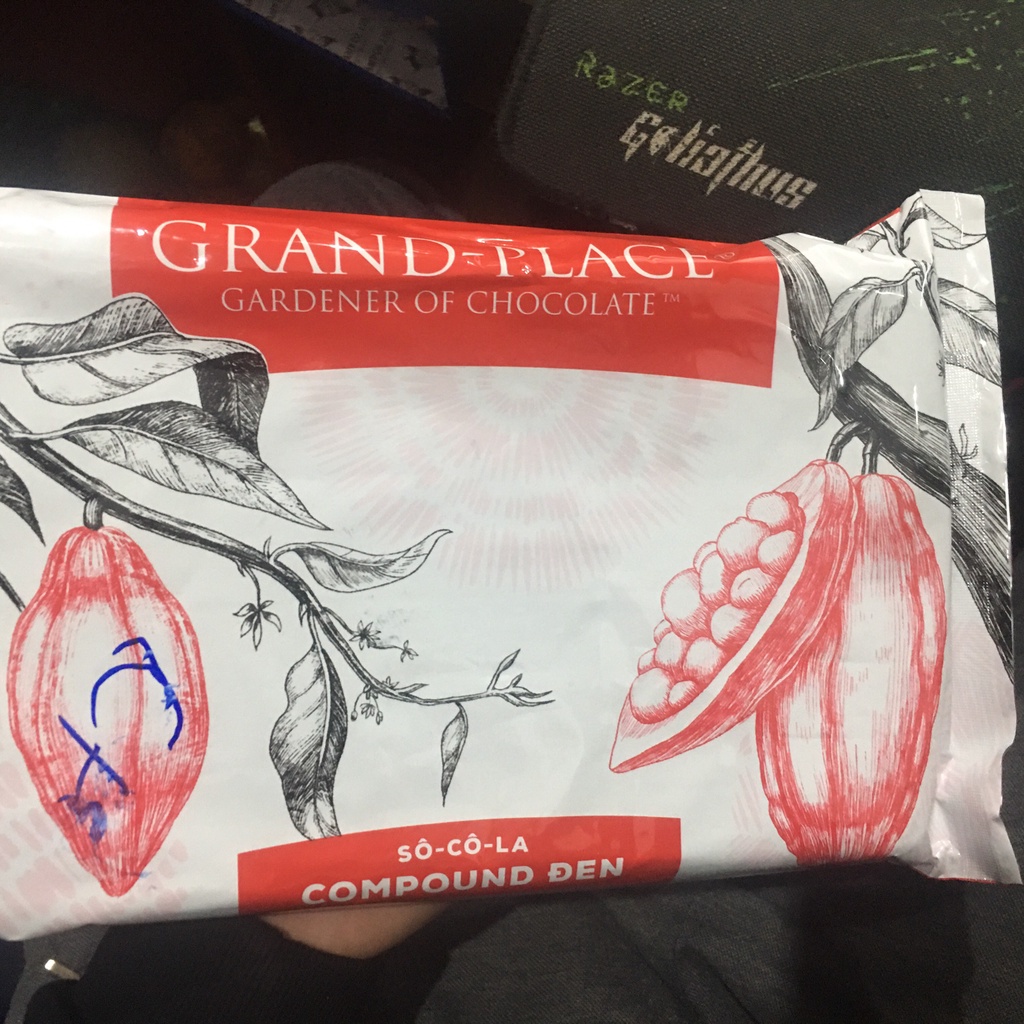 RAZER
Goliathus
GRAND-PLACE®
GARDENER OF CHOCOLATE™
SÔ-CÔ-LA
COMPOUND ĐEN